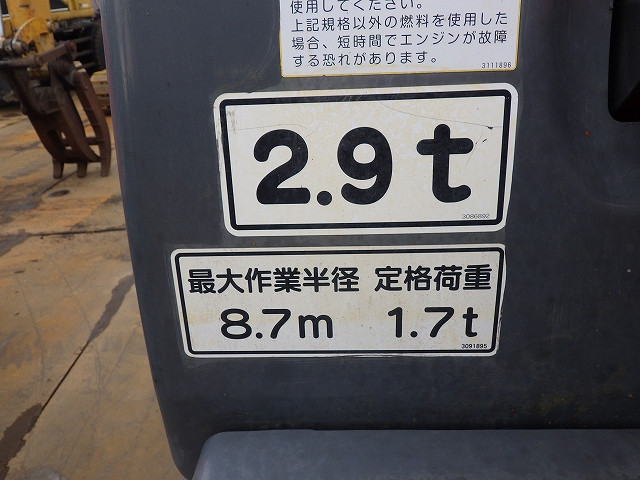 使用してください。
上記規格以外の燃料を使用した
場合、短時間でエンジンが故障
する恐れがあります。
3111896
2.9t
3086892
最大作業半径 定格荷重
8.7m 1.7t
3091895